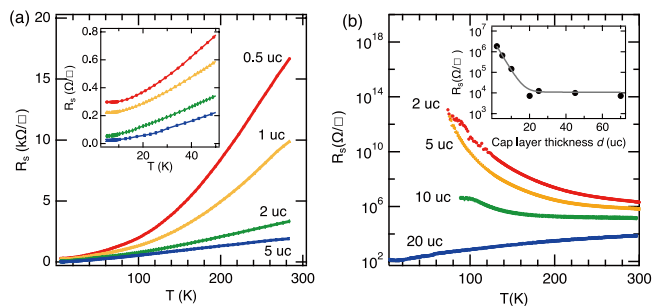 (a)
15
10
5
0
Rs (kΩ/□)
0
100
200
300
T (K)
0.5 uc
1 uc
2 uc
5 uc
0.8
0.6
0.4
0.2
0.0
Rs (Ω/□)
20
40
T (K)
(b)
10^18
10^14
10^10
10^6
10^2
Rs(Ω/□)
100
200
300
T(K)
2 uc
5 uc
10 uc
20 uc
10^7
10^6
10^5
10^4
10^3
Rs(Ω/□)
0
20
40
60
Cap layer thickness d (uc)